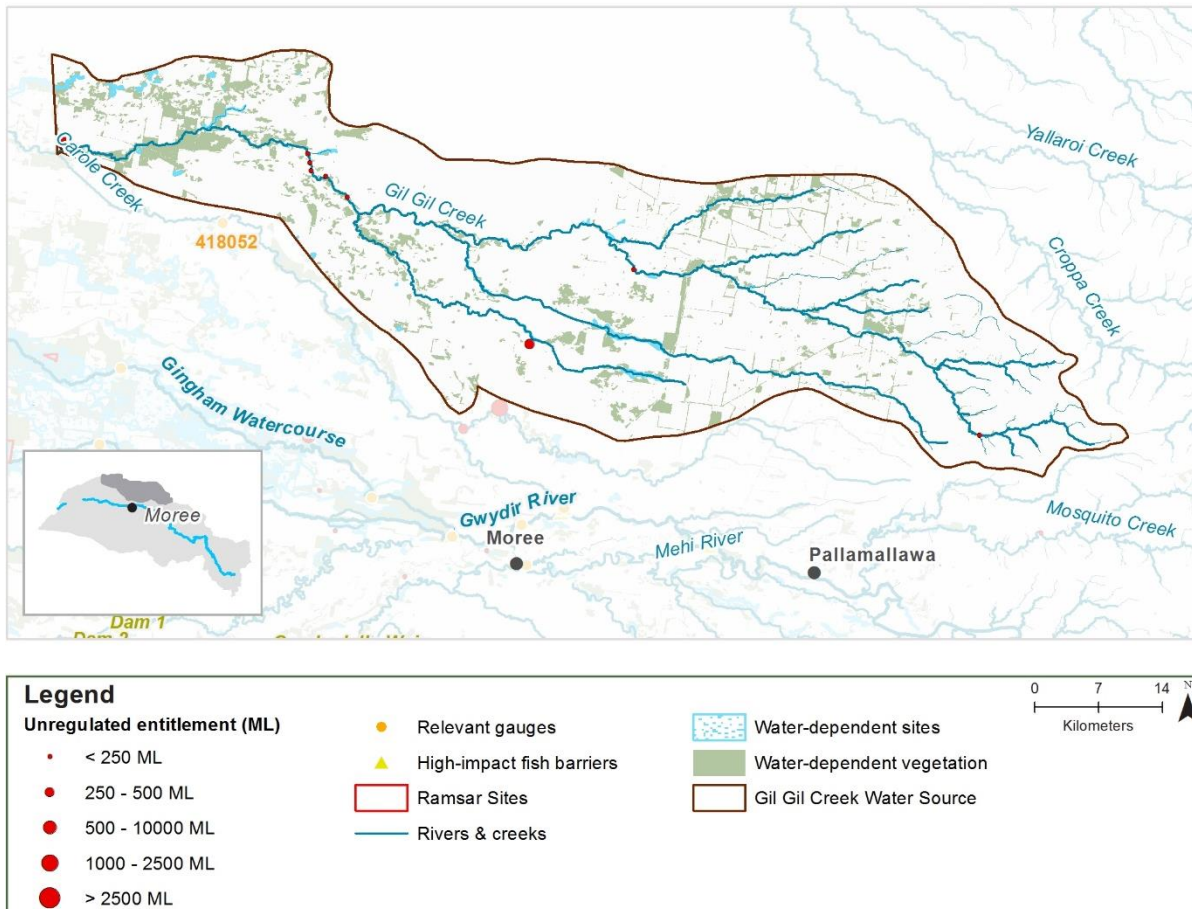 Yallaroi Creek
Carole Creek
Gil Gil Creek
418052
Croppa Creek
Gingham Watercourse
Moree
Gwydir River
Moree
Mehi River
Mosquito Creek
Pallamallawa
Dam 1
Dam 2
Legend
Unregulated entitlement (ML)
< 250 ML
250 - 500 ML
500 - 10000 ML
1000 - 2500 ML
> 2500 ML
Relevant gauges
High-impact fish barriers
Ramsar Sites
Rivers & creeks
Water-dependent sites
Water-dependent vegetation
Gil Gil Creek Water Source
0 7 14
Kilometers
N